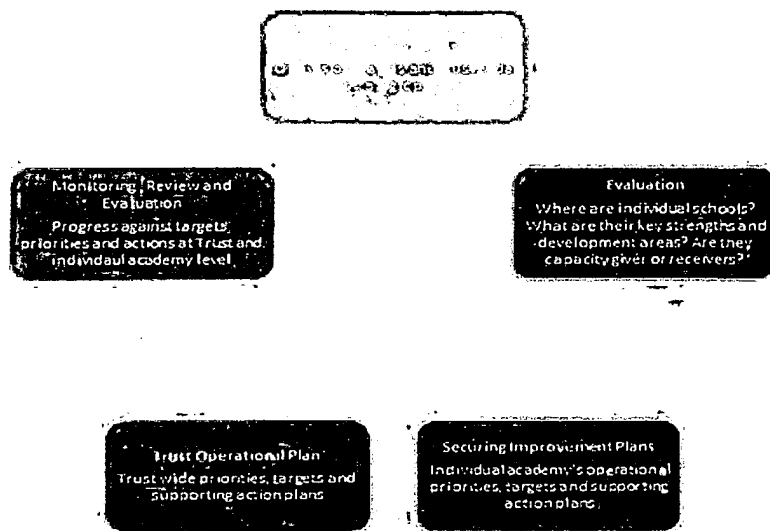 Monitoring, Review and
Evaluation
Progress against targets,
priorities and actions at Trust and
individaul academy level
Evaluation
Where are individual schools?
What are their key strengths and
development areas? Are they
capacity giver or receivers?
Trust Operational Plan
Trust wide priorities, targets and
supporting action plans
Securing Improvement Plans
Individual academy's operational
priorities, targets and supporting
action plans